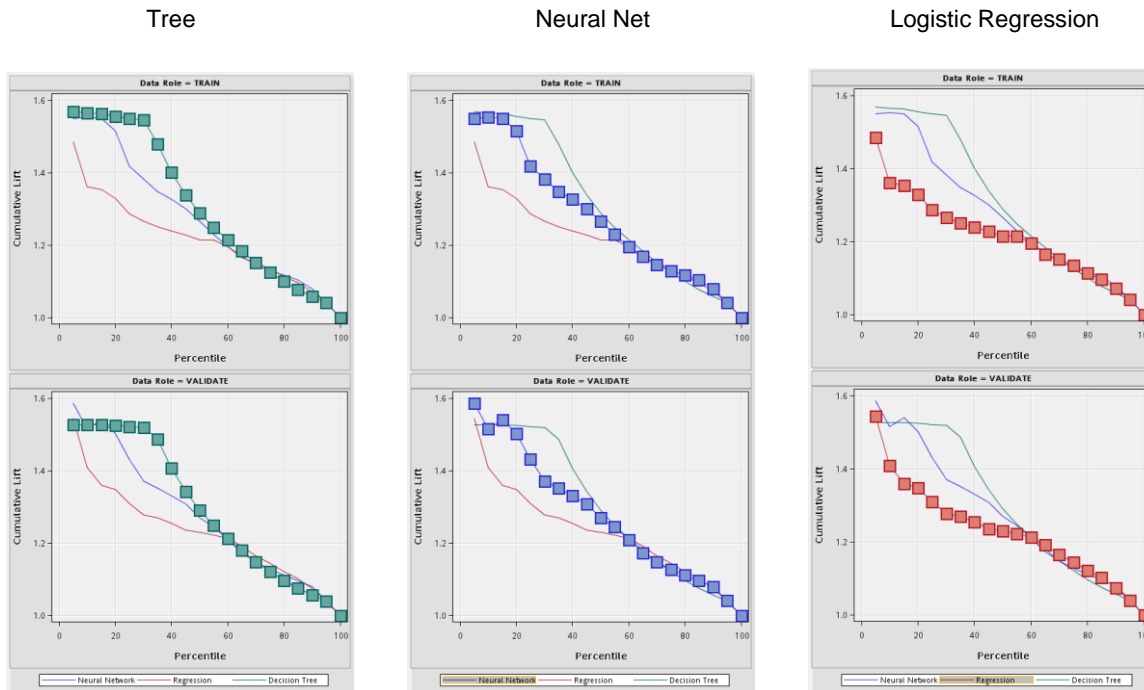 Tree
Neural Net
Logistic Regression
Data Role = TRAIN
1.6
1.4
1.2
1.0
Cumulative Lift
0 20 40 60 80 100
Percentile
Data Role = VALIDATE
1.6
1.4
1.2
1.0
Cumulative Lift
0 20 40 60 80 100
Percentile
Neural Network Regression Decision Tree
Data Role = TRAIN
1.6
1.4
1.2
1.0
Cumulative Lift
0 20 40 60 80 100
Percentile
Data Role = VALIDATE
1.6
1.4
1.2
1.0
Cumulative Lift
0 20 40 60 80 100
Percentile
Neural Network Regression Decision Tree
Data Role = TRAIN
1.6
1.4
1.2
1.0
Cumulative Lift
0 20 40 60 80 10
Percentile
Data Role = VALIDATE
1.6
1.4
1.2
1.0
Cumulative Lift
0 20 40 60 80 10
Percentile
Neural Network Regression Decision Tree